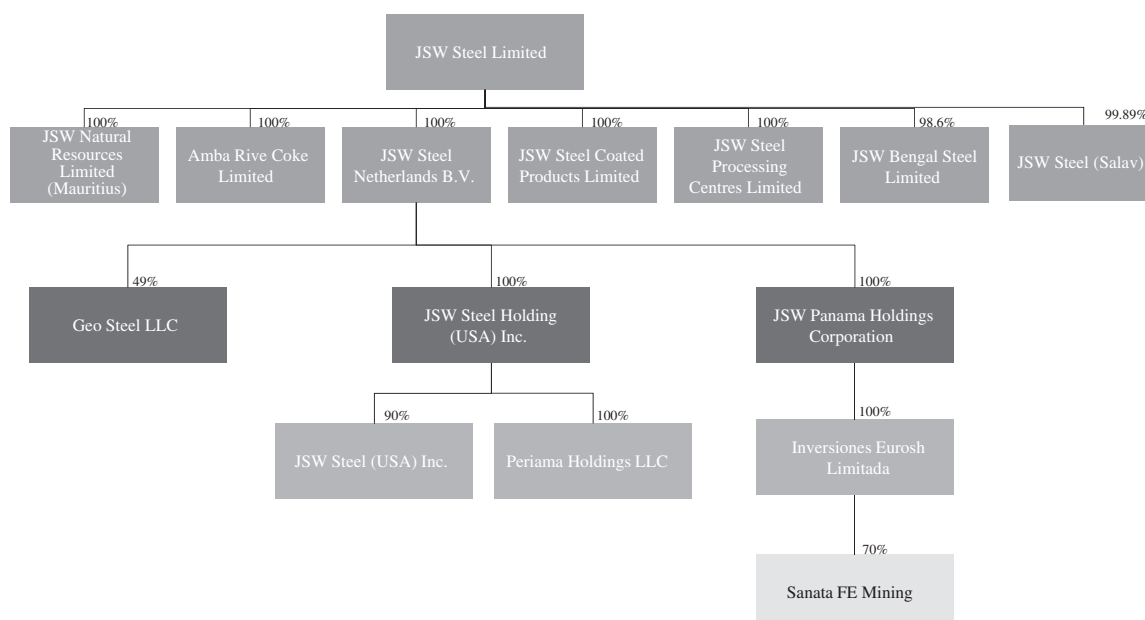 JSW Steel Limited
100%
100%
100%
100%
100%
98.6%
99.89%
JSW Natural
Resources
Limited
(Mauritius)
Amba Rive Coke
Limited
JSW Steel
Netherlands B.V.
JSW Steel Coated
Products Limited
JSW Steel
Processing
Centres Limited
JSW Bengal Steel
Limited
JSW Steel (Salav)
49%
100%
100%
Geo Steel LLC
JSW Steel Holding
(USA) Inc.
JSW Panama Holdings
Corporation
90%
100%
100%
JSW Steel (USA) Inc.
Periama Holdings LLC
Inversiones Eurosh
Limitada
70%
Sanata FE Mining